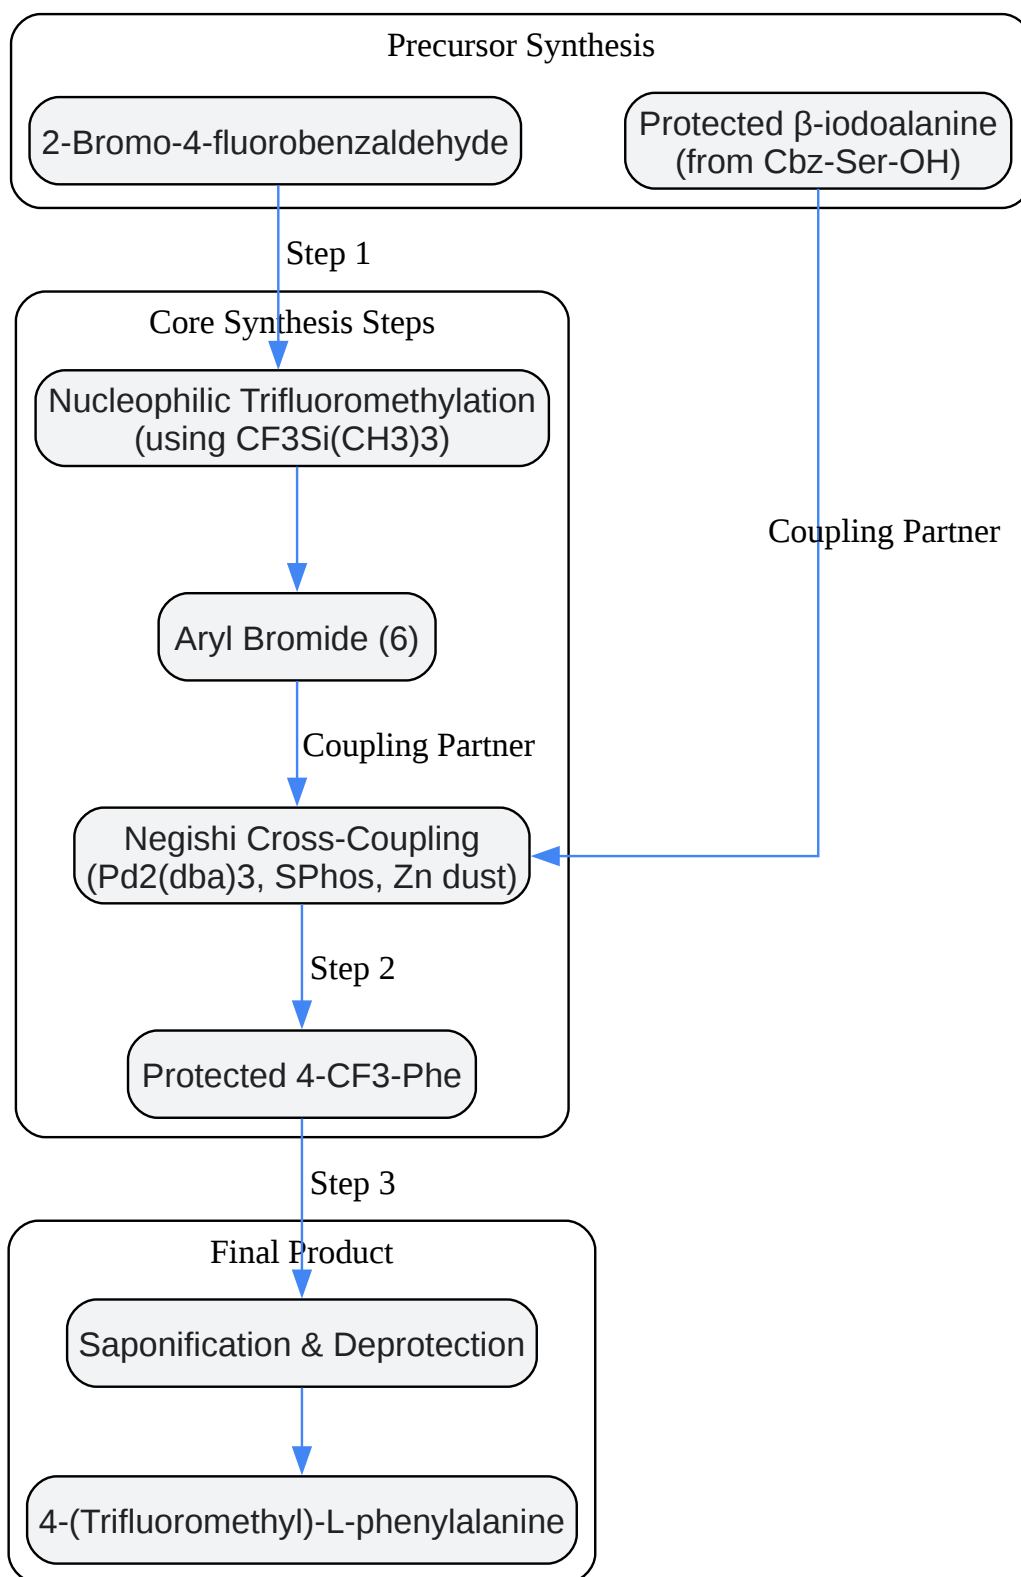 Precursor Synthesis
2-Bromo-4-fluorobenzaldehyde
Protected β-iodoalanine
(from Cbz-Ser-OH)
Step 1
Core Synthesis Steps
Nucleophilic Trifluoromethylation
(using CF3Si(CH3)3)
Coupling Partner
Aryl Bromide (6)
Coupling Partner
Negishi Cross-Coupling
(Pd2(dba)3, SPhos, Zn dust)
Step 2
Protected 4-CF3-Phe
Step 3
Final Product
Saponification & Deprotection
4-(Trifluoromethyl)-L-phenylalanine